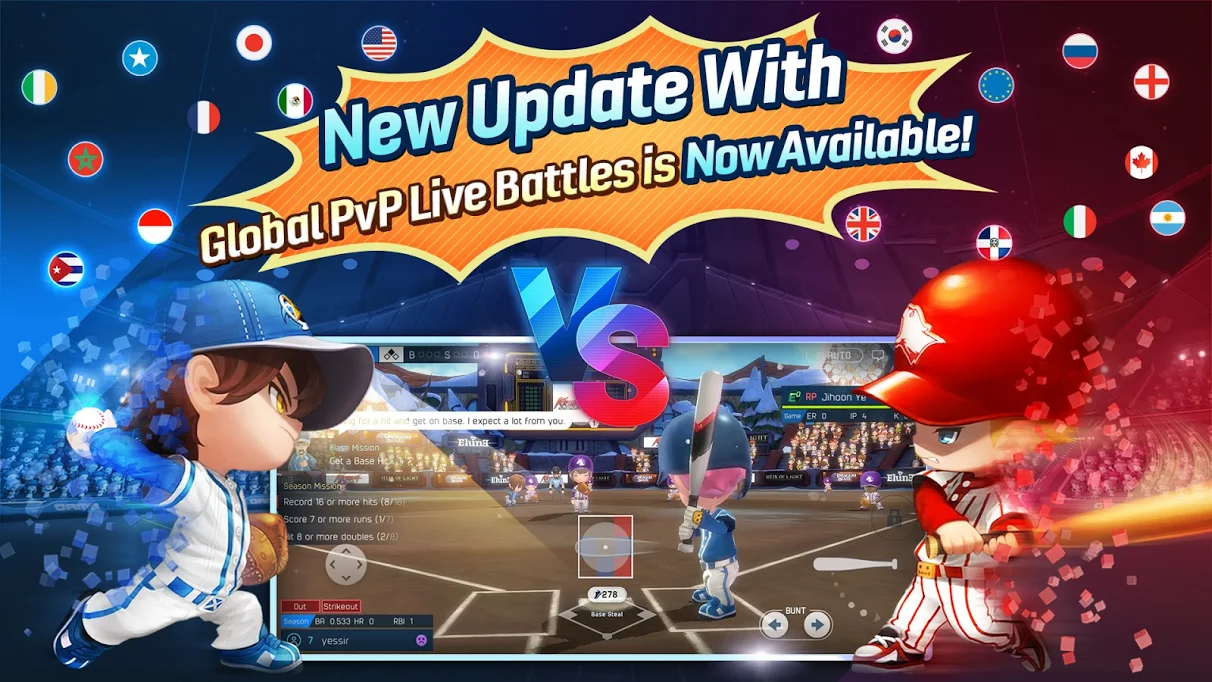 New Update With
Global PvP Live Battles is Now Available!
VS
B S O
AUTO
RP Jihoon Ye
Game ER 0 IP 4 K
for a hit and get on base. I expect a lot from you.
Flash Mission
Get a Base Hit
EhinG
Season Mission
Record 16 or more hits (8/16)
Score 7 or more runs (1/7)
Hit 8 or more doubles (2/8)
278
Base Steal
BUNT
Out Strikeout
Season BA 0.533 HR 0 RBI 1
7 yessir